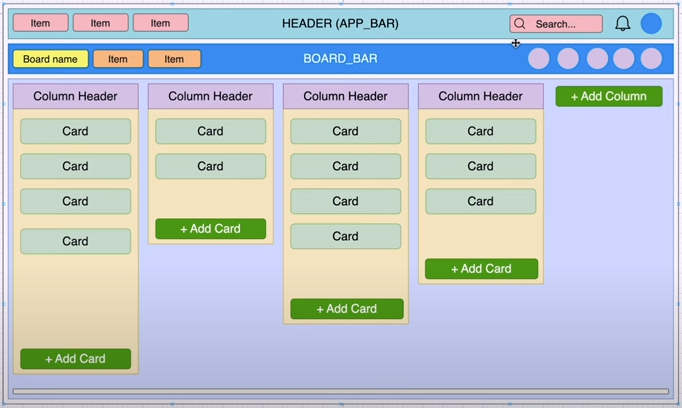 Item Item Item HEADER (APP_BAR) Search...
Board name Item Item BOARD_BAR
Column Header Column Header Column Header Column Header + Add Column
Card Card Card Card
Card Card Card Card
Card Card Card
Card Card
+ Add Card
+ Add Card
+ Add Card
+ Add Card